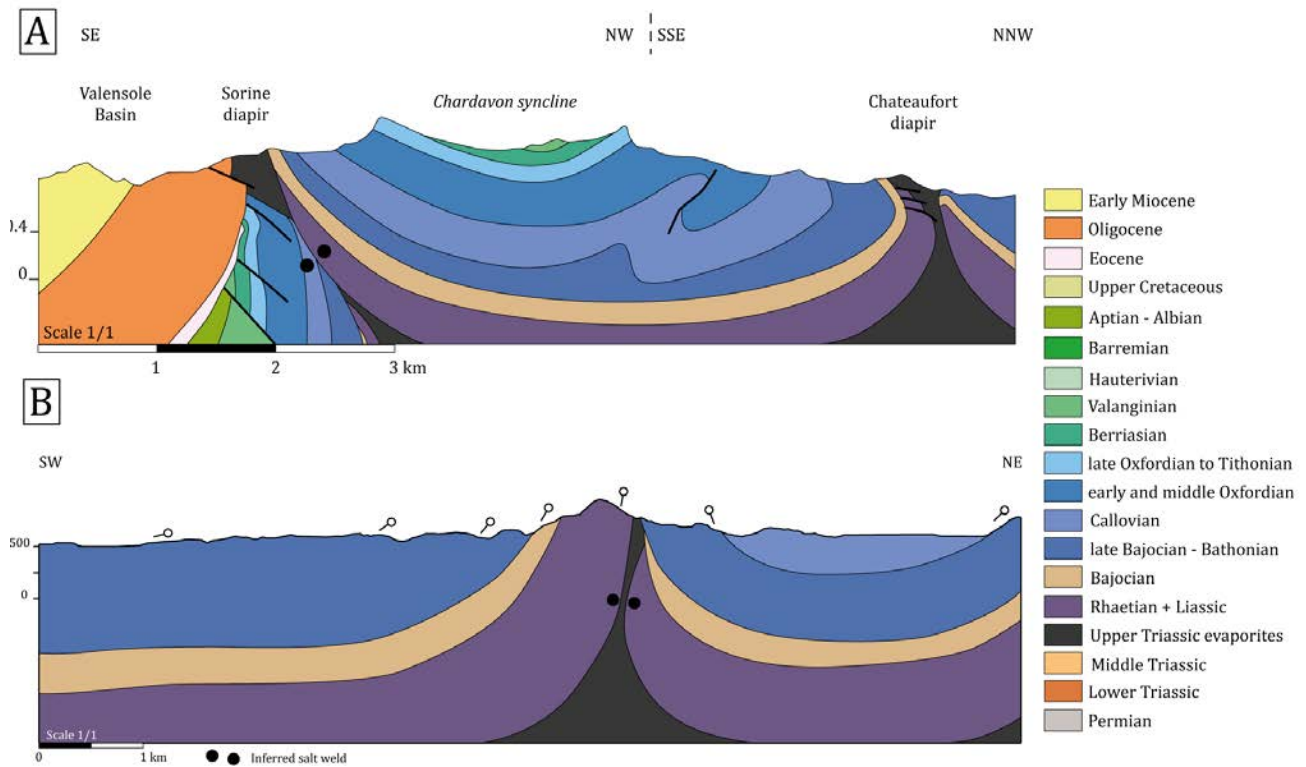 A
SE
NW
SSE
NNW
Valensole
Basin
Sorine
diapir
Chardavon syncline
Chateaufort
diapir
0.4
0
Scale 1/1
1
2
3 km
B
SW
NE
500
0
Scale 1/1
0
1 km
Inferred salt weld
Early Miocene
Oligocene
Eocene
Upper Cretaceous
Aptian - Albian
Barremian
Hauterivian
Valanginian
Berriasian
late Oxfordian to Tithonian
early and middle Oxfordian
Callovian
late Bajocian - Bathonian
Bajocian
Rhaetian + Liassic
Upper Triassic evaporites
Middle Triassic
Lower Triassic
Permian